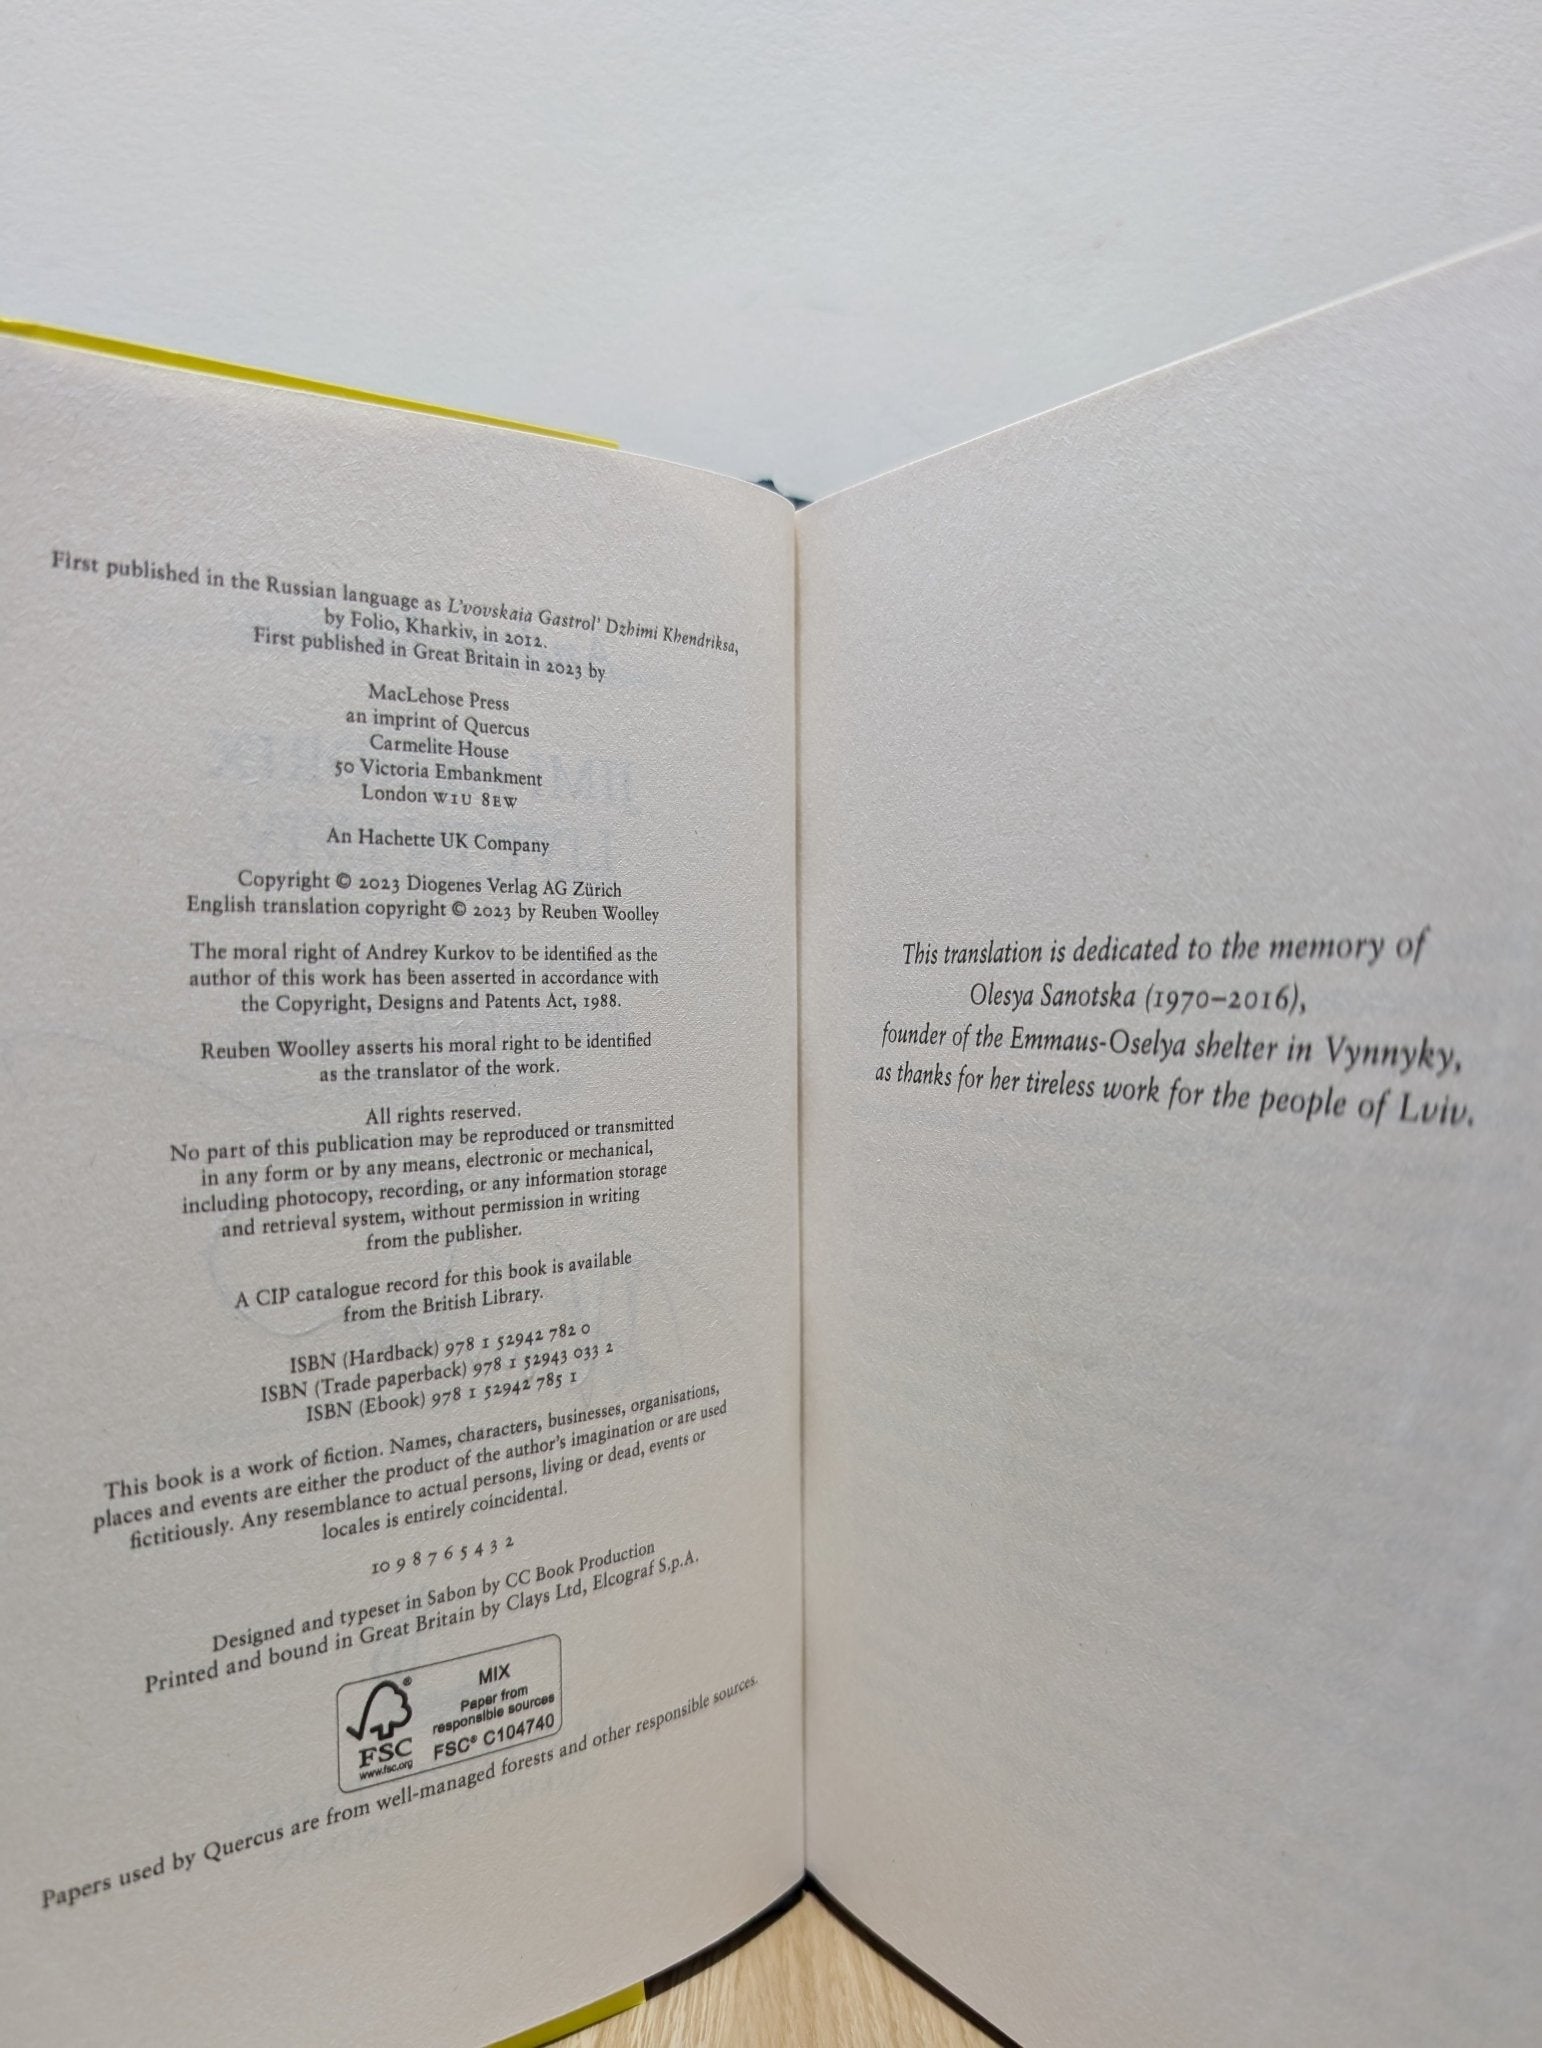 First published in the Russian language as L'vovskaia Gastrol' Dzhimi Khendriksa,
by Folio, Kharkiv, in 2012.
First published in Great Britain in 2023 by
MacLehose Press
an imprint of Quercus
Carmelite House
50 Victoria Embankment
London W1U 8EW
An Hachette UK Company
Copyright © 2023 Diogenes Verlag AG Zürich
English translation copyright © 2023 by Reuben Woolley
The moral right of Andrey Kurkov to be identified as the
author of this work has been asserted in accordance with
the Copyright, Designs and Patents Act, 1988.
Reuben Woolley asserts his moral right to be identified
as the translator of the work.
All rights reserved.
No part of this publication may be reproduced or transmitted
in any form or by any means, electronic or mechanical,
including photocopy, recording, or any information storage
and retrieval system, without permission in writing
from the publisher.
A CIP catalogue record for this book is available
from the British Library.
ISBN (Hardback) 978 1 52942 782 0
ISBN (Trade paperback) 978 1 52943 033 2
ISBN (Ebook) 978 1 52942 785 1
This book is a work of fiction. Names, characters, businesses, organisations,
places and events are either the product of the author's imagination or are used
fictitiously. Any resemblance to actual persons, living or dead, events or
locales is entirely coincidental.
10 9 8 7 6 5 4 3 2
Designed and typeset in Sabon by CC Book Production
Printed and bound in Great Britain by Clays Ltd, Elcograf S.p.A.
FSC
www.fsc.org
MIX
Paper from
responsible sources
FSC® C104740
Papers used by Quercus are from well-managed forests and other responsible sources.
This translation is dedicated to the memory of
Olesya Sanotska (1970–2016),
founder of the Emmaus-Oselya shelter in Vynnyky,
as thanks for her tireless work for the people of Lviv.